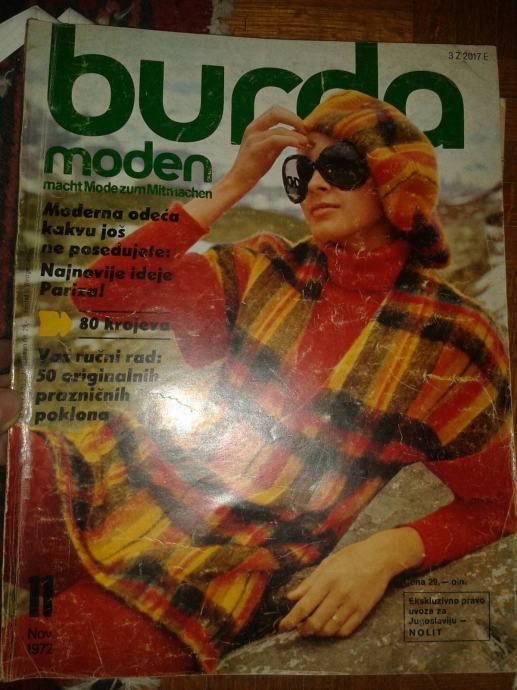 3 Z 2017 E
burda
moden
macht Mode zum Mitmachen
Moderna odeća
kakvu još
ne posedujete:
Najnovije ideje
Pariza!
80 krojeva
Vaš ručni rad:
50 originalnih
prazničnih
poklona
11
Nov
1972
Cena 29.— din.
Ekskluzivno pravo
uvoza za
Jugoslaviju —
NOLIT